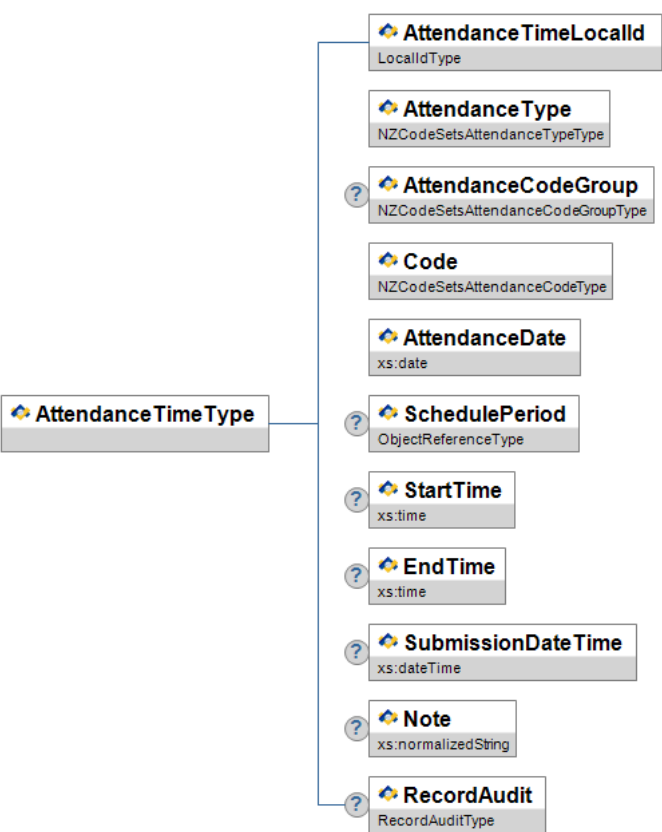 AttendanceTimeLocalId
LocalIdType
AttendanceType
NZCodeSetsAttendanceTypeType
?
AttendanceCodeGroup
NZCodeSetsAttendanceCodeGroupType
Code
NZCodeSetsAttendanceCodeType
AttendanceDate
xs:date
AttendanceTimeType
?
SchedulePeriod
ObjectReferenceType
?
StartTime
xs:time
?
EndTime
xs:time
?
SubmissionDateTime
xs:dateTime
?
Note
xs:normalizedString
?
RecordAudit
RecordAuditType